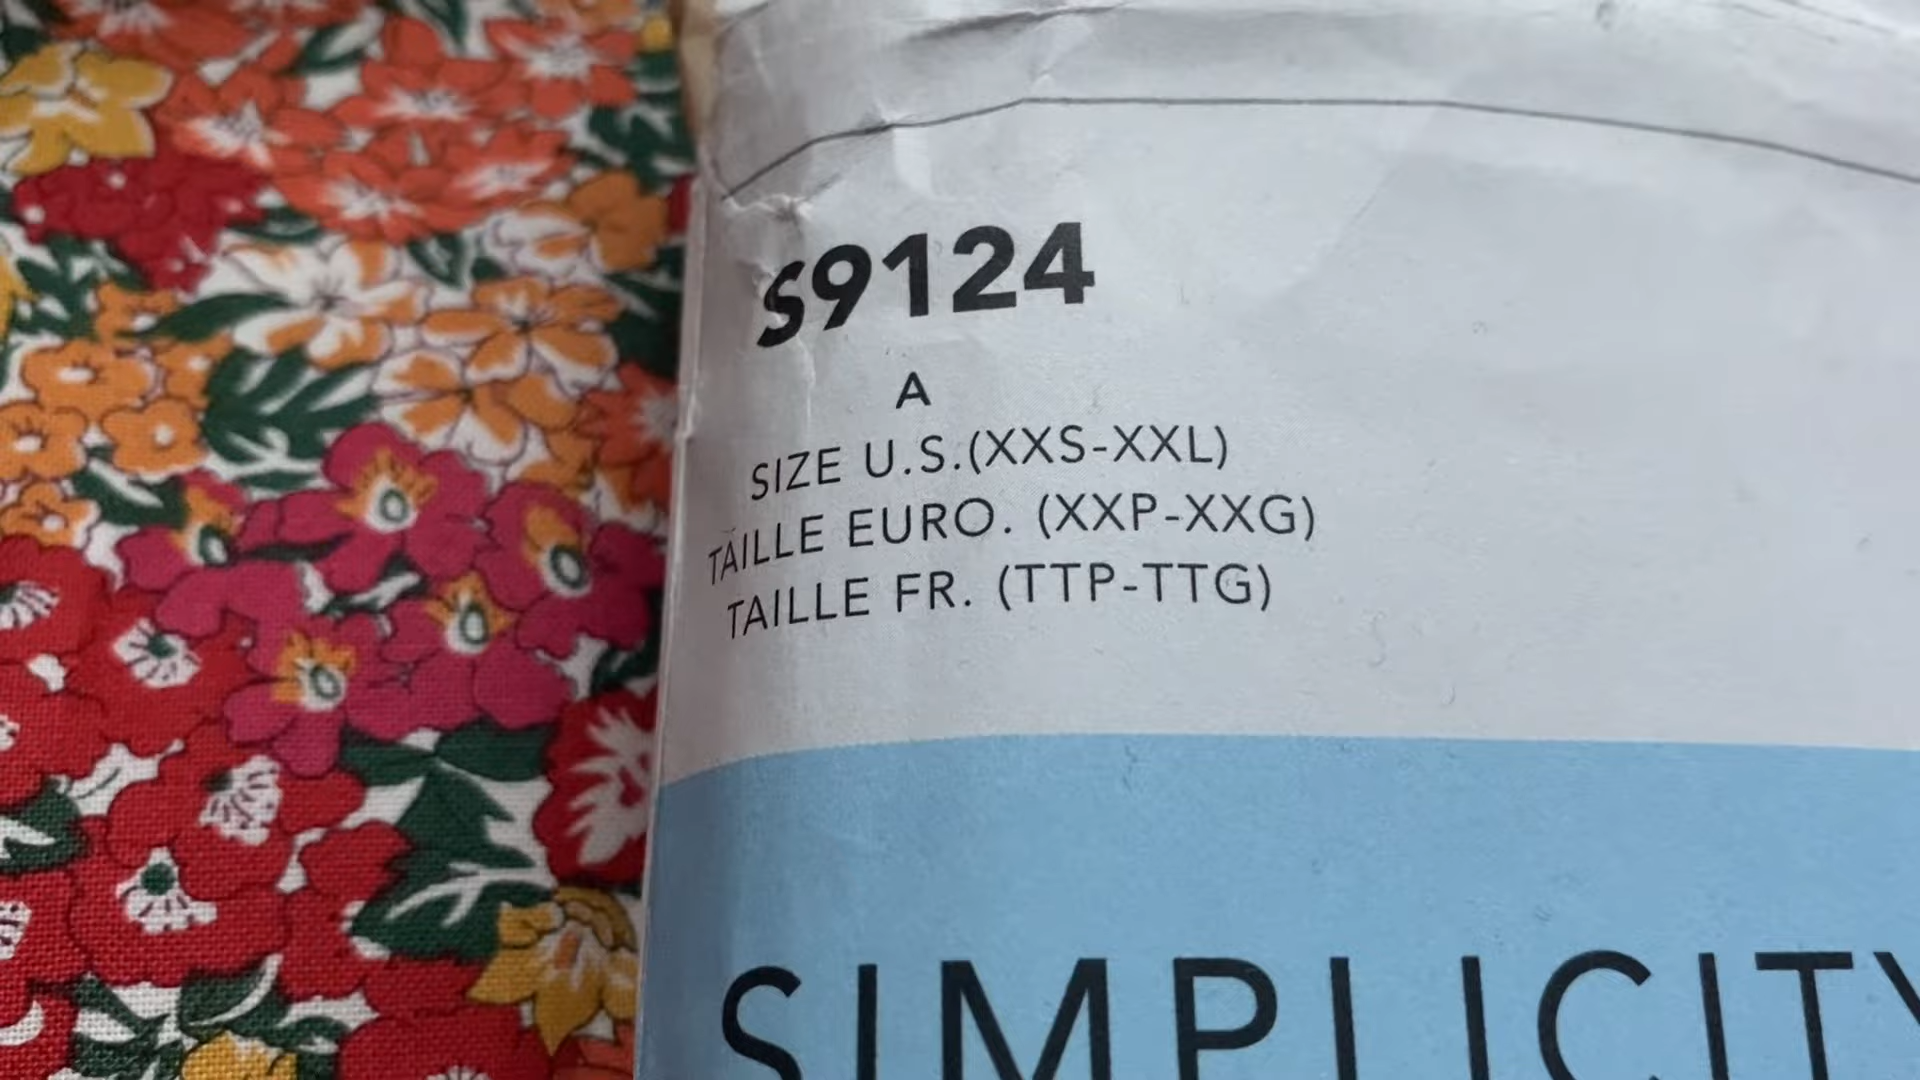 S9124
A
SIZE U.S.(XXS-XXL)
TAILLE EURO. (XXP-XXG)
TAILLE FR. (TTP-TTG)
SIMPLICITY